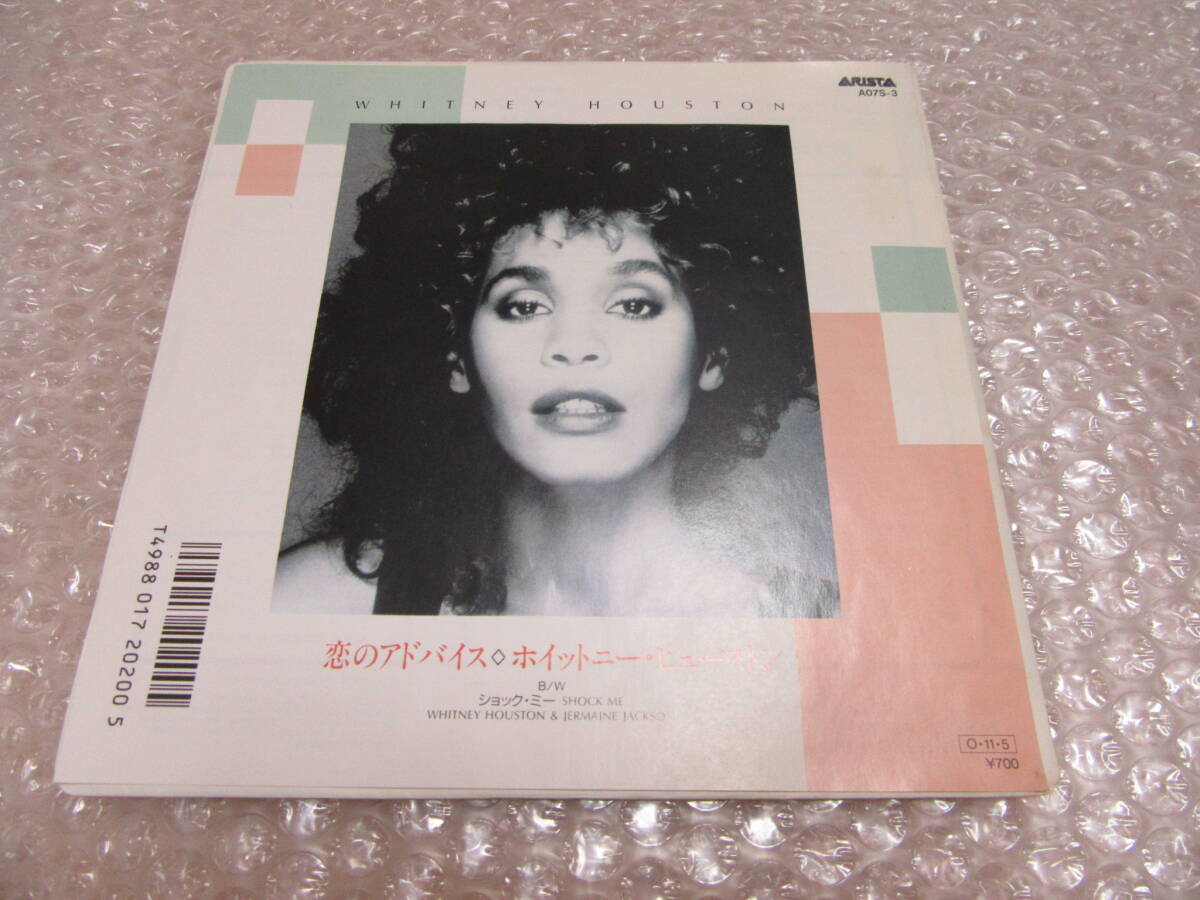 ARISTA
A07S-3
WHITNEY HOUSTON
T4988 017 20200 5
恋のアドバイス◇ホイットニー・ヒューストン
B/W
ショック・ミー SHOCK ME
WHITNEY HOUSTON & JERMAINE JACKSO
O・11・5
¥700